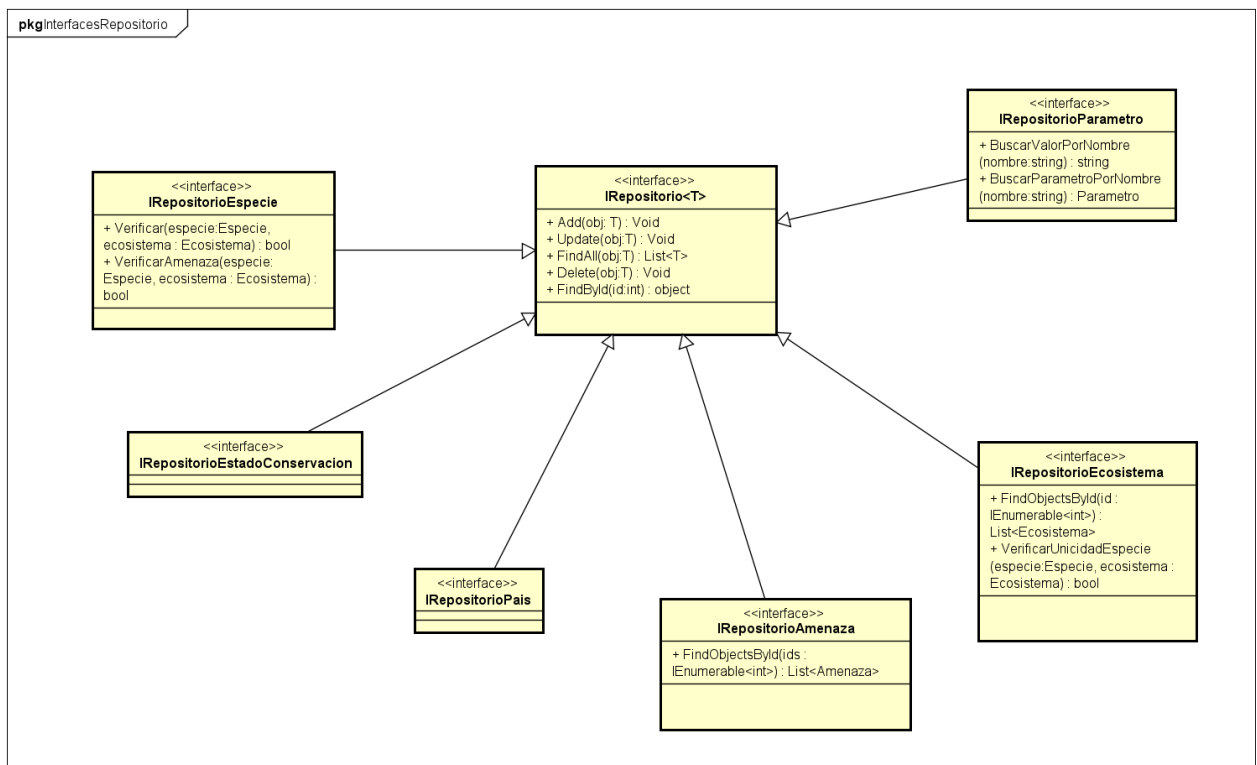 pkgInterfacesRepositorio
<<interface>>
IRepositorioParametro
+ BuscarValorPorNombre
(nombre:string) : string
+ BuscarParametroPorNombre
(nombre:string) : Parametro
<<interface>>
IRepositorioEspecie
+ Verificar(especie:Especie,
ecosistema : Ecosistema) : bool
+ VerificarAmenaza(especie:
Especie, ecosistema : Ecosistema) :
bool
<<interface>>
IRepositorio<T>
+ Add(obj: T) : Void
+ Update(obj:T) : Void
+ FindAll(obj:T) : List<T>
+ Delete(obj:T) : Void
+ FindById(id:int) : object
<<interface>>
IRepositorioEstadoConservacion
<<interface>>
IRepositorioEcosistema
+ FindObjectsById(id :
IEnumerable<int>) :
List<Ecosistema>
+ VerificarUnicidadEspecie
(especie:Especie, ecosistema :
Ecosistema) : bool
<<interface>>
IRepositorioPais
<<interface>>
IRepositorioAmenaza
+ FindObjectsById(ids :
IEnumerable<int>) : List<Amenaza>